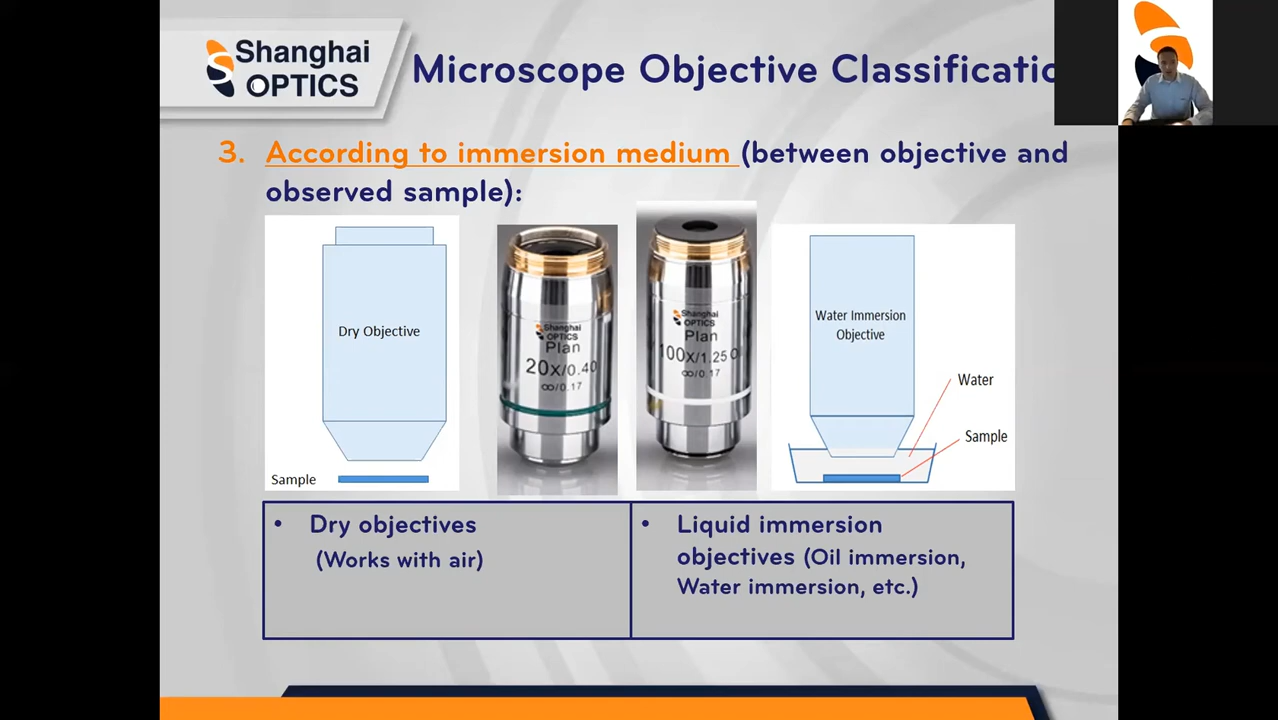 Shanghai
OPTICS
Microscope Objective Classificatio
3. According to immersion medium (between objective and
observed sample):
Dry Objective
Sample
Shanghai
OPTICS
Plan
20X/0.40
∞/0.17
Shanghai
OPTICS
Plan
100X/1.25 O
∞/0.17
Water Immersion
Objective
Water
Sample
• Dry objectives
(Works with air)
• Liquid immersion
objectives (Oil immersion,
Water immersion, etc.)